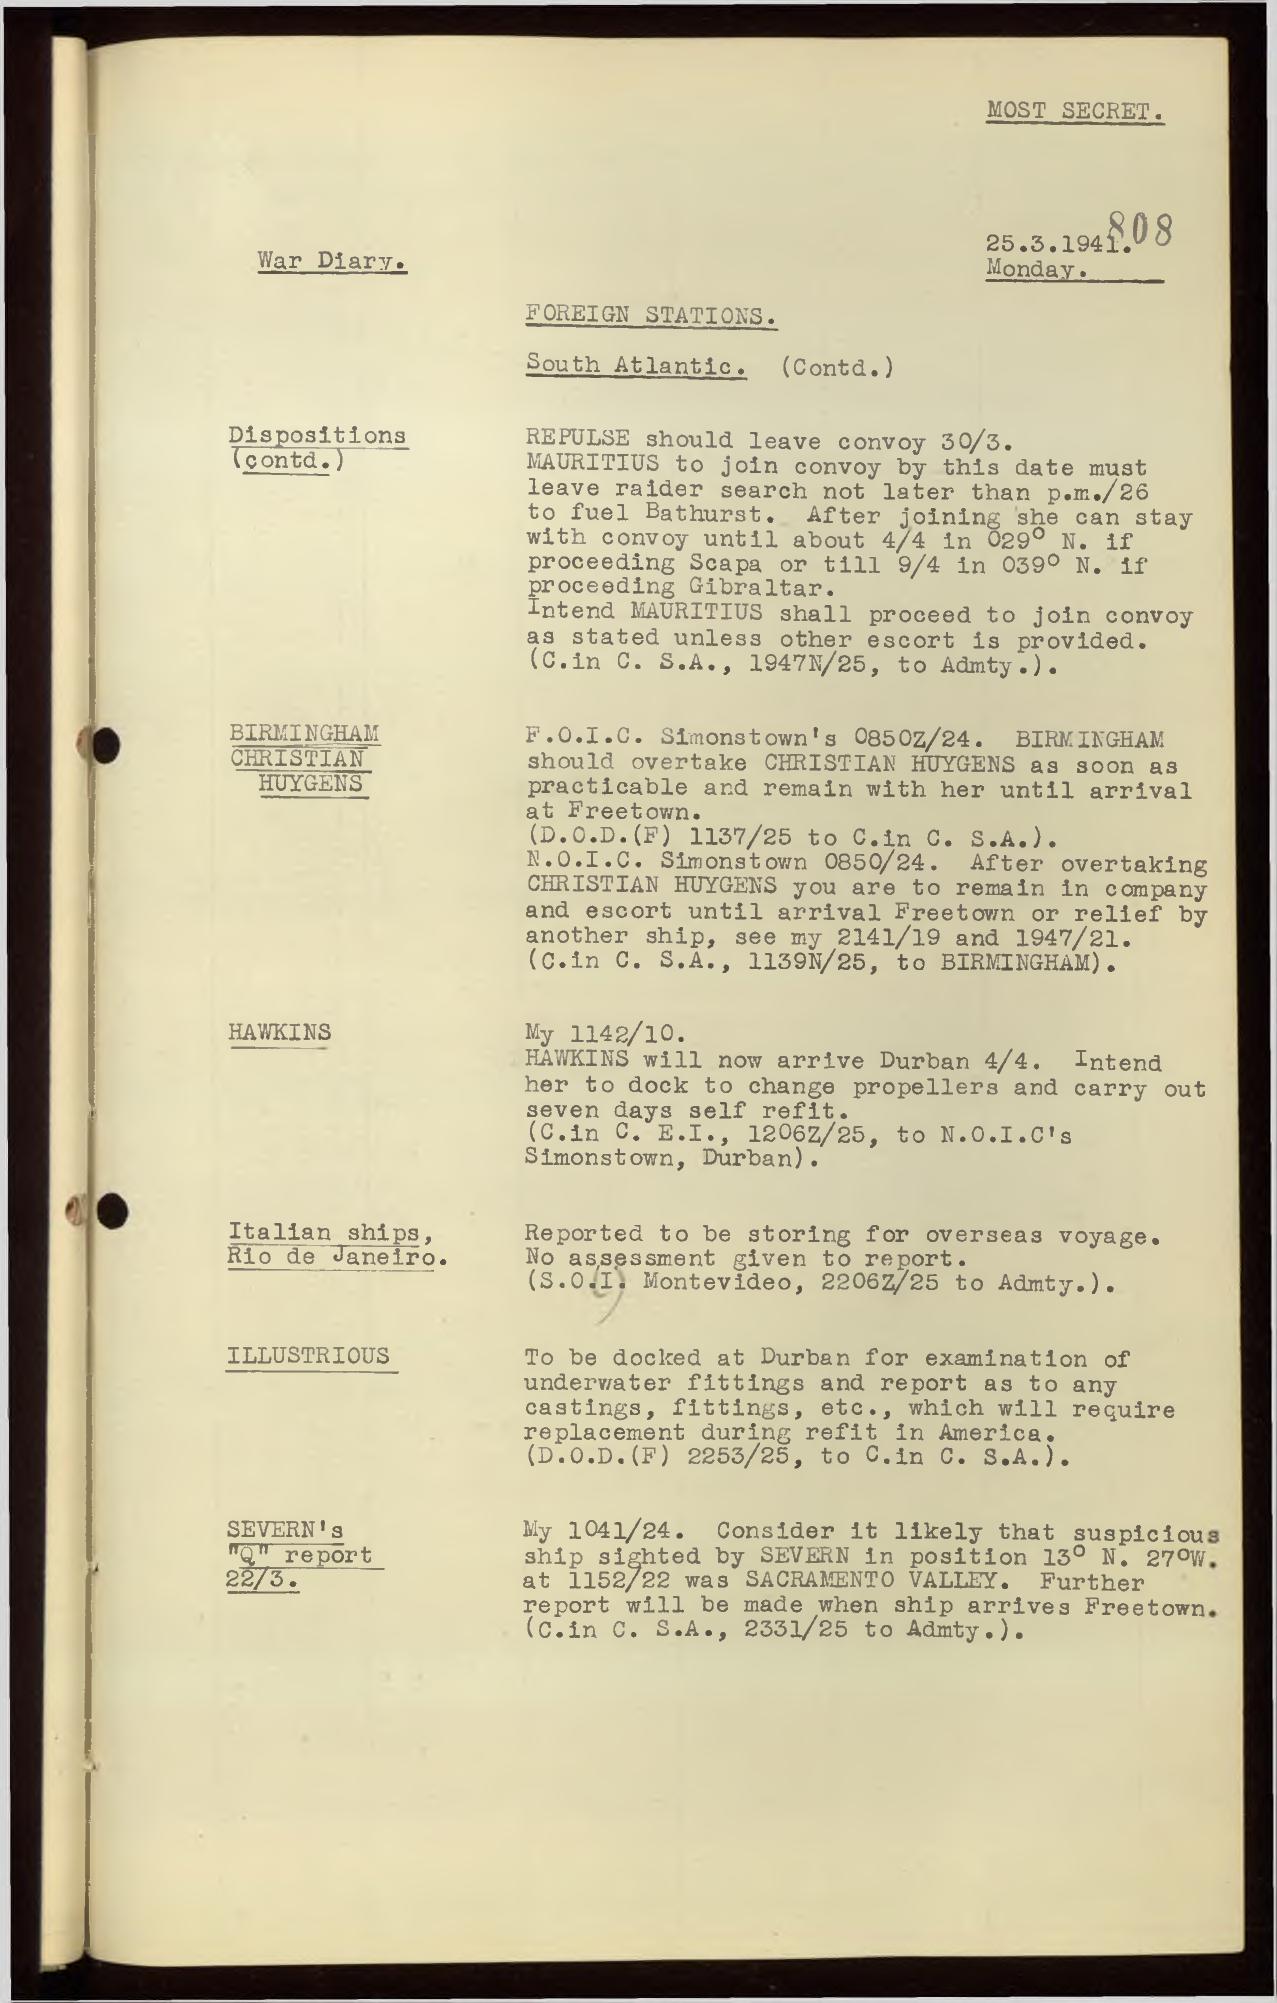 MOST SECRET.
808
25.3.1941.
War Diary.
Monday.
FOREIGN STATIONS.
South Atlantic. (Contd.)
Dispositions
(contd.)
REPULSE should leave convoy 30/3.
MAURITIUS to join convoy by this date must
leave raider search not later than p.m./26
to fuel Bathurst. After joining she can stay
with convoy until about 4/4 in 029° N. if
proceeding Scapa or till 9/4 in 039° N. if
proceeding Gibraltar.
Intend MAURITIUS shall proceed to join convoy
as stated unless other escort is provided.
(C.in C. S.A., 1947N/25, to Admty.).
BIRMINGHAM
CHRISTIAN
HUYGENS
F.O.I.C. Simonstown's 0850Z/24. BIRMINGHAM
should overtake CHRISTIAN HUYGENS as soon as
practicable and remain with her until arrival
at Freetown.
(D.O.D.(F) 1137/25 to C.in C. S.A.).
N.O.I.C. Simonstown 0850/24. After overtaking
CHRISTIAN HUYGENS you are to remain in company
and escort until arrival Freetown or relief by
another ship, see my 2141/19 and 1947/21.
(C.in C. S.A., 1139N/25, to BIRMINGHAM).
HAWKINS
My 1142/10.
HAWKINS will now arrive Durban 4/4. Intend
her to dock to change propellers and carry out
seven days self refit.
(C.in C. E.I., 1206Z/25, to N.O.I.C's
Simonstown, Durban).
Italian ships,
Rio de Janeiro.
Reported to be storing for overseas voyage.
No assessment given to report.
(S.O.I. Montevideo, 2206Z/25 to Admty.).
ILLUSTRIOUS
To be docked at Durban for examination of
underwater fittings and report as to any
castings, fittings, etc., which will require
replacement during refit in America.
(D.O.D.(F) 2253/25, to C.in C. S.A.).
SEVERN's
"Q" report
22/3.
My 1041/24. Consider it likely that suspicious
ship sighted by SEVERN in position 13° N. 27°W.
at 1152/22 was SACRAMENTO VALLEY. Further
report will be made when ship arrives Freetown.
(C.in C. S.A., 2331/25 to Admty.).